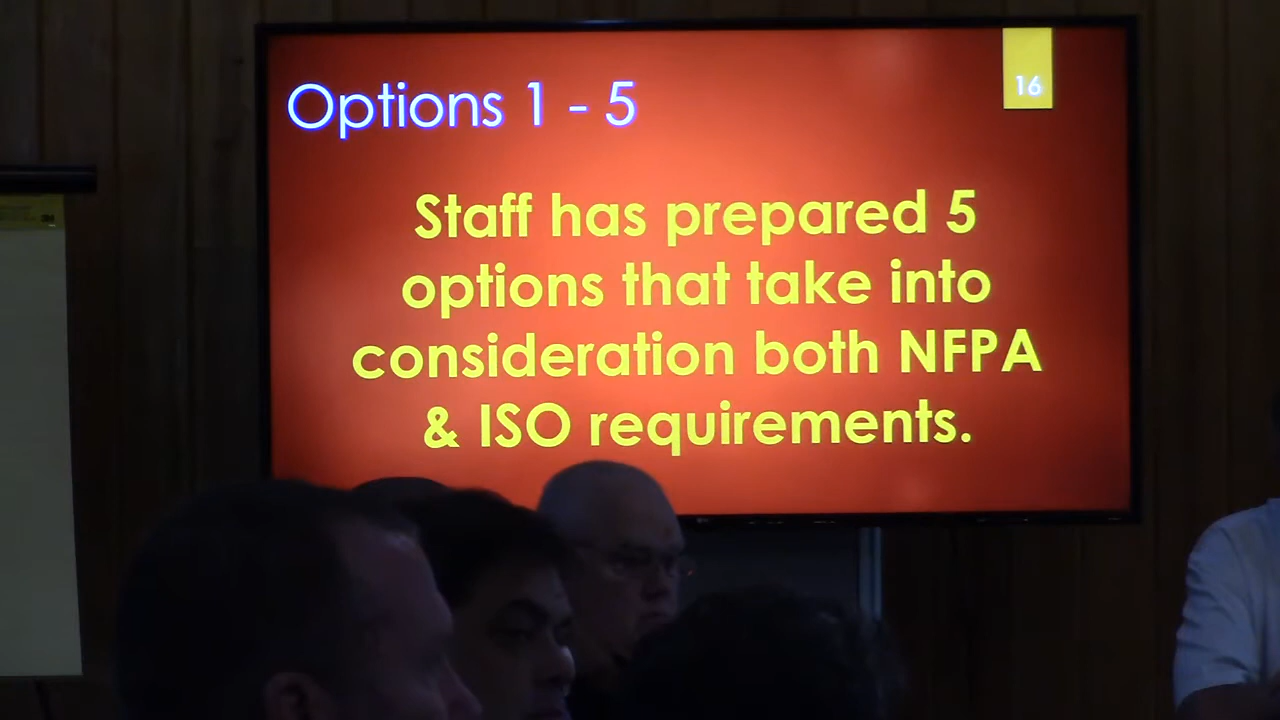 Options 1 - 5
16
Staff has prepared 5
options that take into
consideration both NFPA
& ISO requirements.